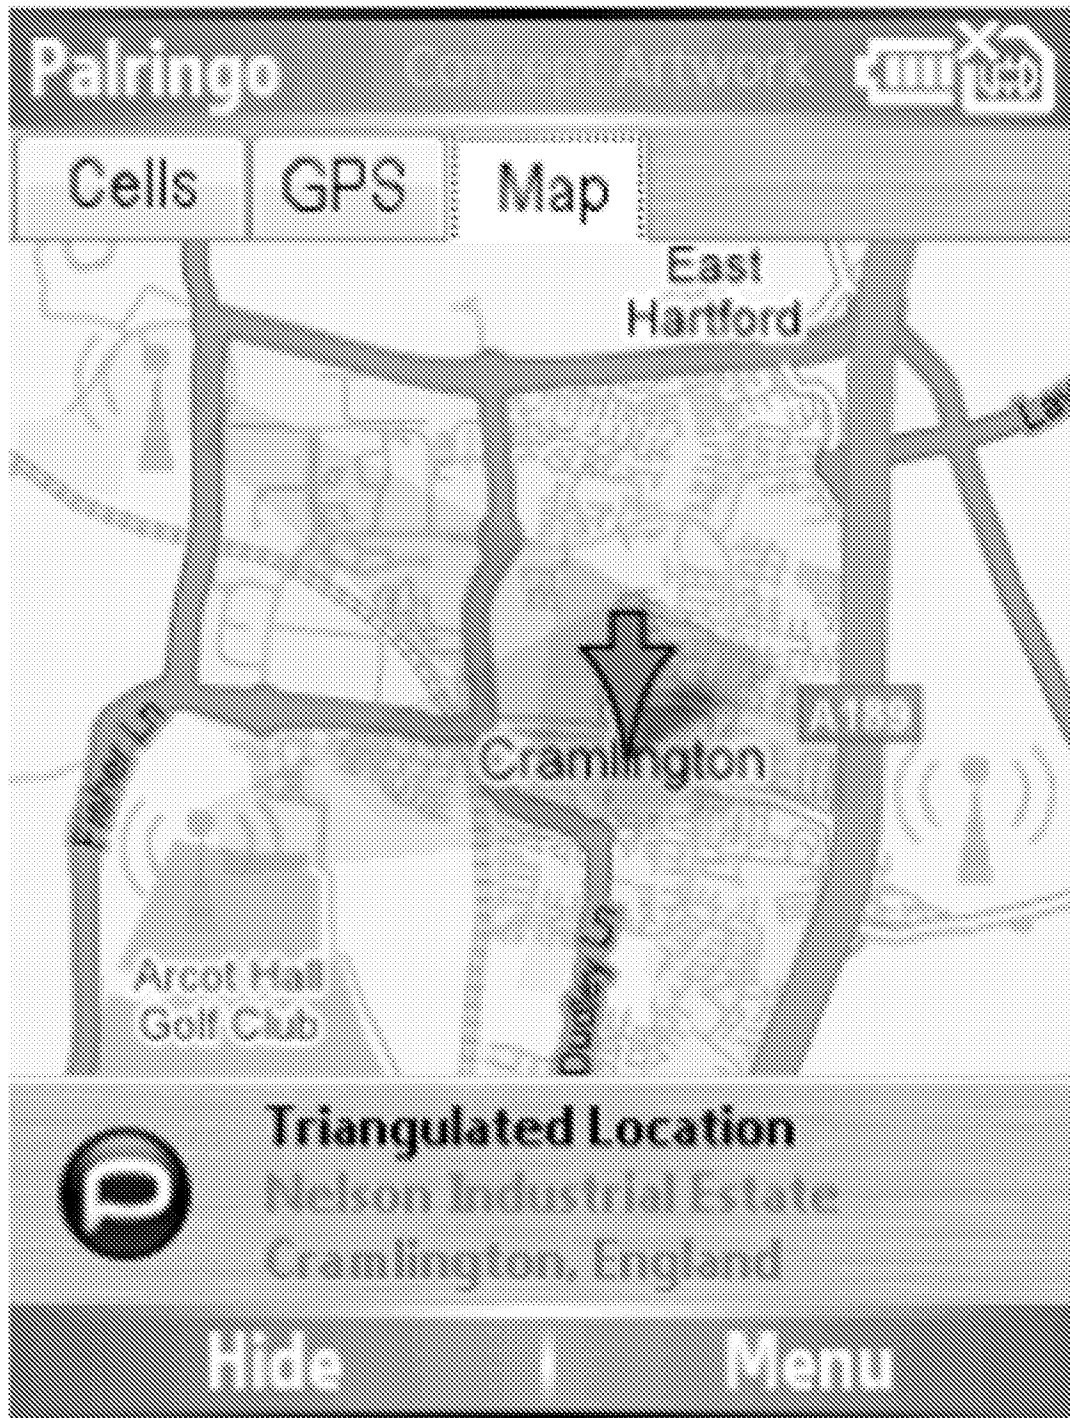 Palringo
Cells
GPS
Map
East
Hartford
Cramlington
Arcot Hall
Golf Club
Triangulated Location
Nelson Industrial Estate
Cramlington, England
Hide
Menu